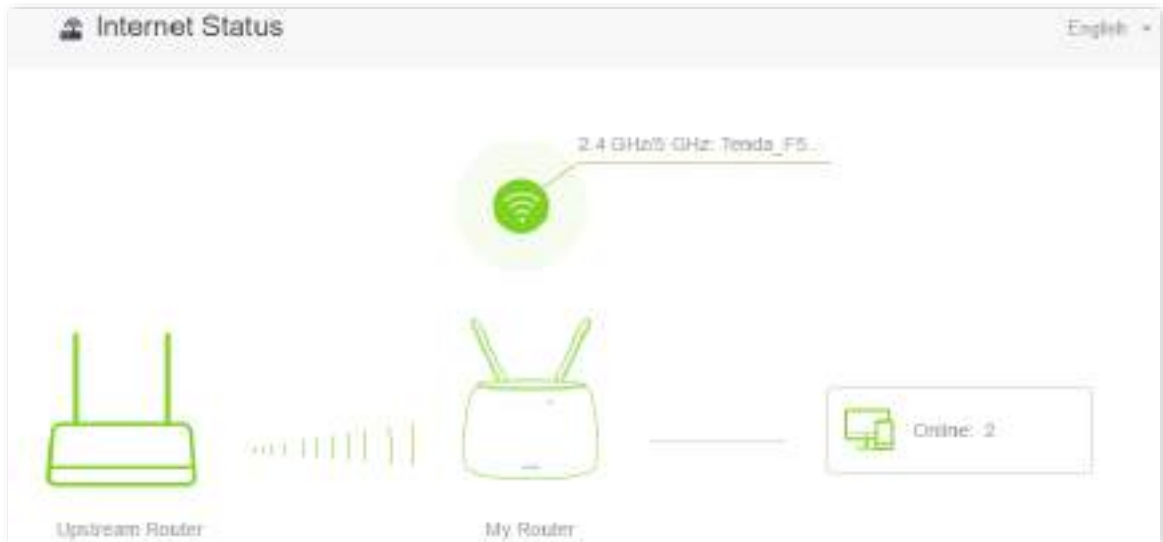 Internet Status
English
2.4 GHz/5 GHz: Tenda_F5...
Online: 2
Upstream Router
My Router